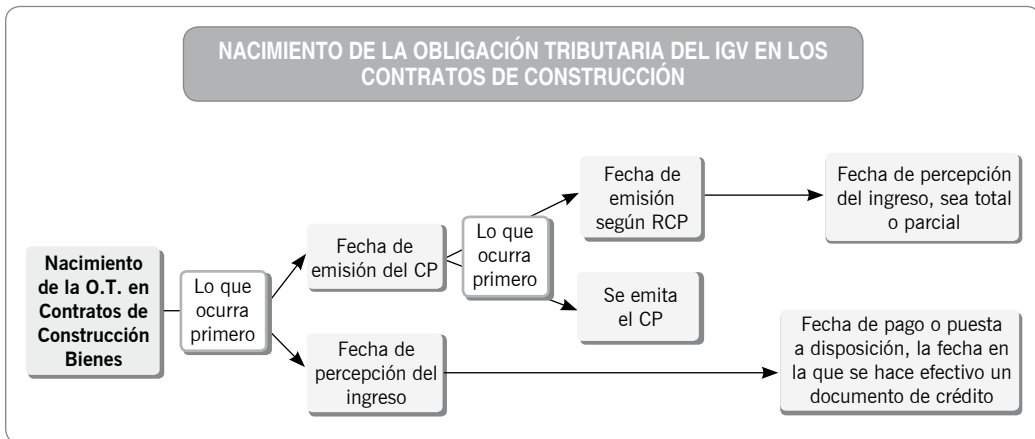 NACIMIENTO DE LA OBLIGACIÓN TRIBUTARIA DEL IGV EN LOS
CONTRATOS DE CONSTRUCCIÓN
Nacimiento
de la O.T. en
Contratos de
Construcción
Bienes
Lo que
ocurra
primero
Fecha de
emisión del CP
Lo que
ocurra
primero
Fecha de
emisión
según RCP
Fecha de percepción
del ingreso, sea total
o parcial
Se emita
el CP
Fecha de
percepción del
ingreso
Fecha de pago o puesta
a disposición, la fecha en
la que se hace efectivo un
documento de crédito